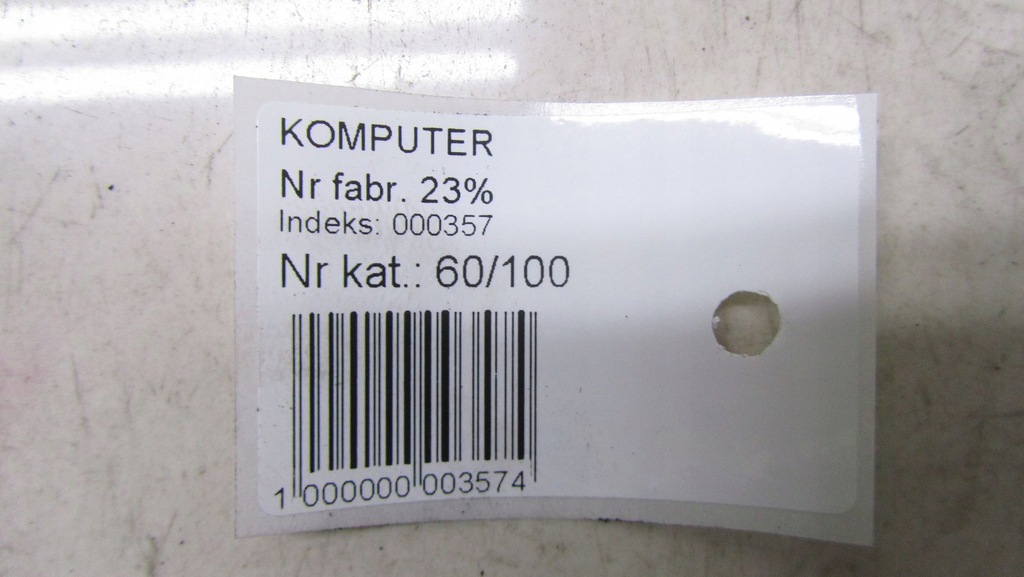 KOMPUTER
Nr fabr. 23%
Indeks: 000357
Nr kat.: 60/100
1 000000 003574